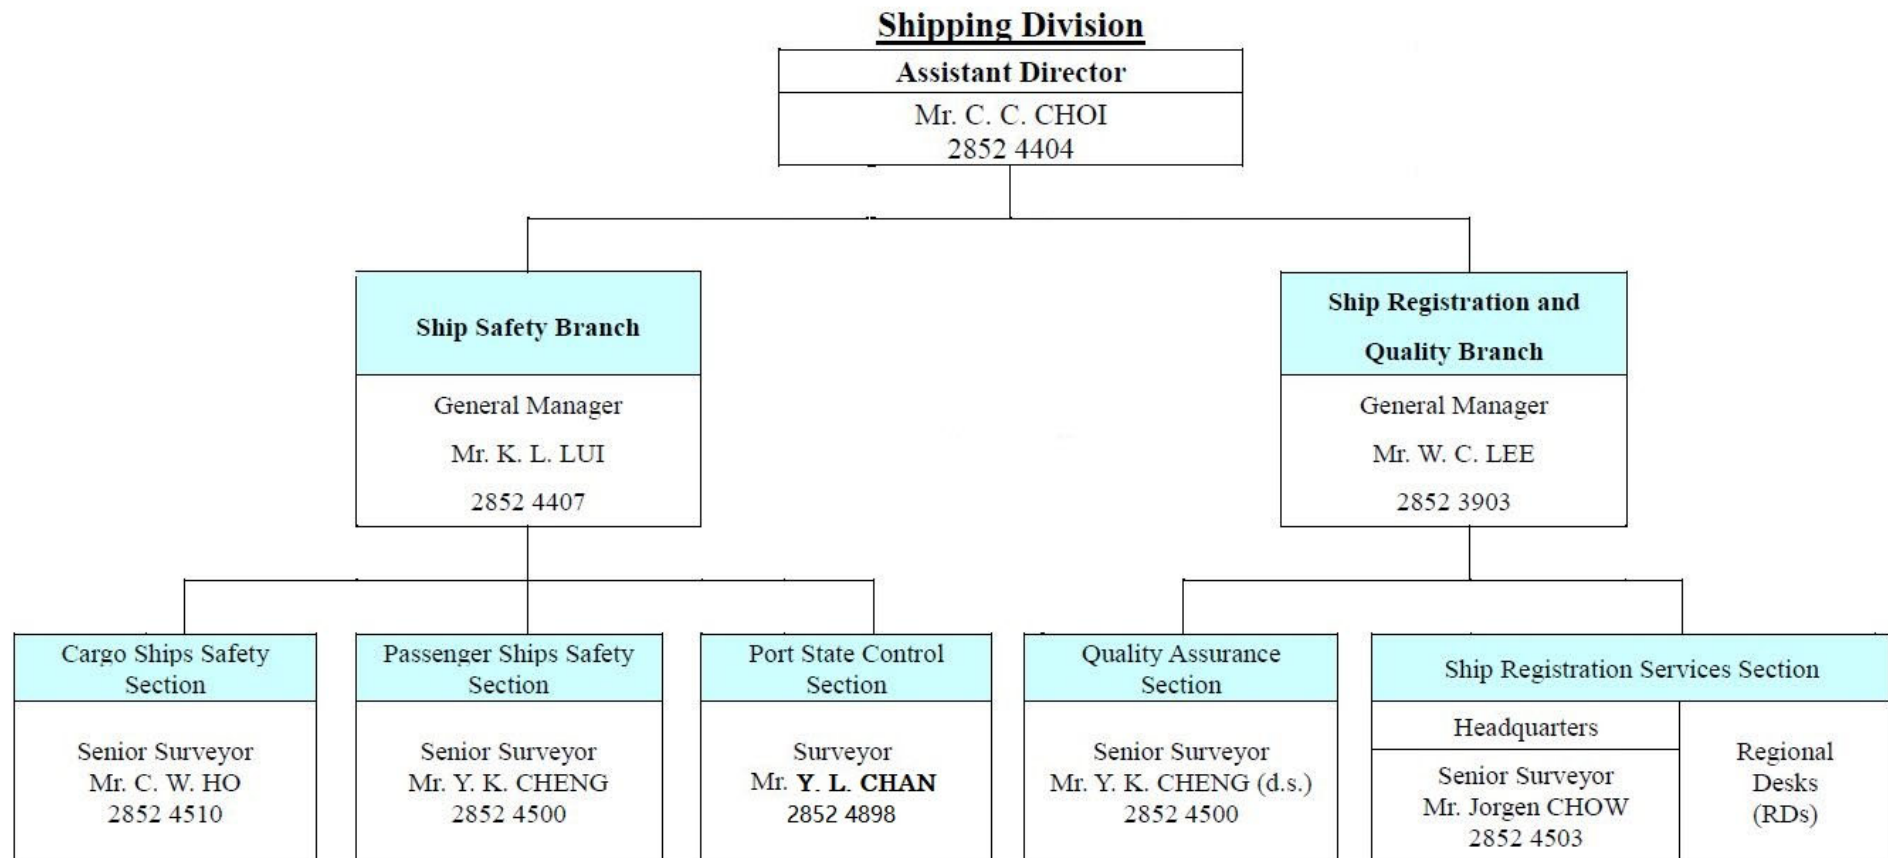 Shipping Division
Assistant Director
Mr. C. C. CHOI
2852 4404
Ship Safety Branch
General Manager
Mr. K. L. LUI
2852 4407
Ship Registration and
Quality Branch
General Manager
Mr. W. C. LEE
2852 3903
Cargo Ships Safety
Section
Senior Surveyor
Mr. C. W. HO
2852 4510
Passenger Ships Safety
Section
Senior Surveyor
Mr. Y. K. CHENG
2852 4500
Port State Control
Section
Surveyor
Mr. Y. L. CHAN
2852 4898
Quality Assurance
Section
Senior Surveyor
Mr. Y. K. CHENG (d.s.)
2852 4500
Ship Registration Services Section
Headquarters
Senior Surveyor
Mr. Jorgen CHOW
2852 4503
Regional
Desks
(RDs)